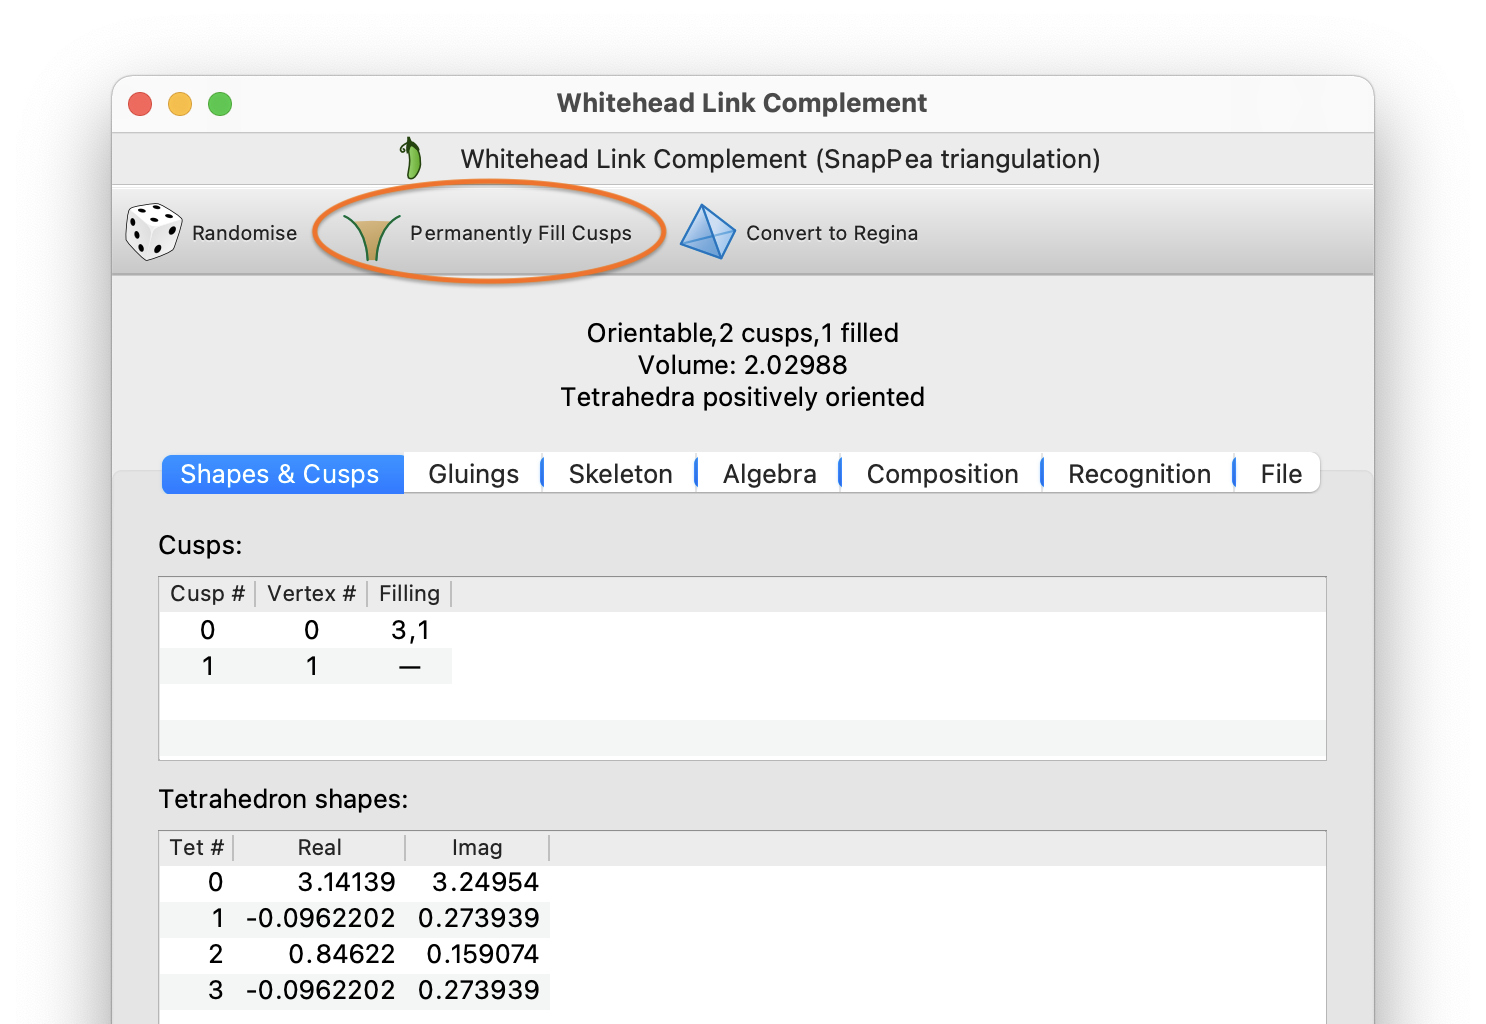 Whitehead Link Complement
Whitehead Link Complement (SnapPea triangulation)
Randomise Permanently Fill Cusps Convert to Regina
Orientable,2 cusps,1 filled
Volume: 2.02988
Tetrahedra positively oriented
Shapes & Cusps Gluings Skeleton Algebra Composition Recognition File
Cusps:
Cusp # Vertex # Filling
0 0 3,1
1 1 —
Tetrahedron shapes:
Tet # Real Imag
0 3.14139 3.24954
1 -0.0962202 0.273939
2 0.84622 0.159074
3 -0.0962202 0.273939